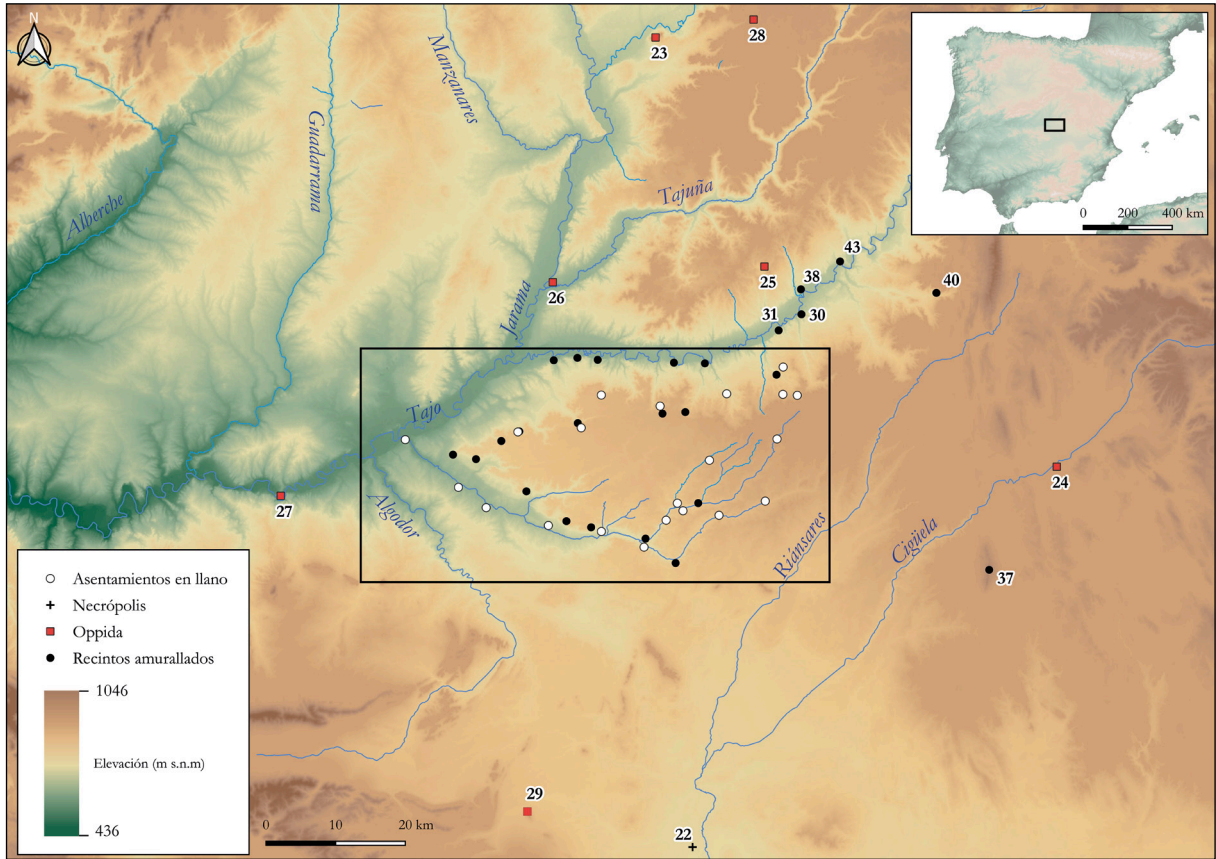 N
28
23
Manzanares
Guadarrama
Alberche
Tajuña
0 200 400 km
43
25
38
40
26
30
31
Jarama
Tajo
24
27
Algodor
Riánsares
Cigüela
37
Asentamientos en llano
Necrópolis
Oppida
Recintos amurallados
1046
Elevación (m s.n.m)
436
29
0 10 20 km
22